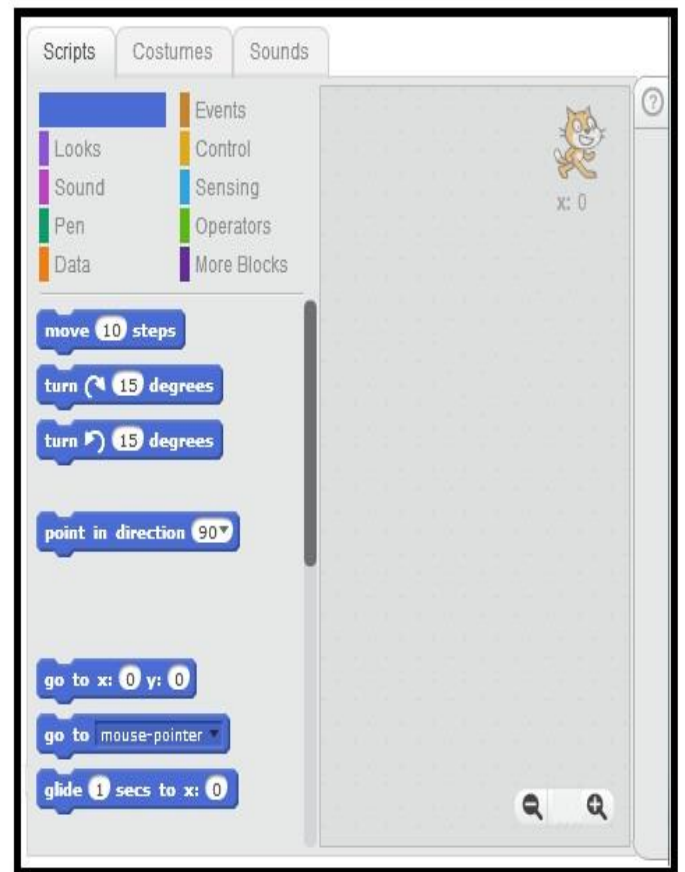 Scripts Costumes Sounds
Events
Looks Control
Sound Sensing
Pen Operators
Data More Blocks
move 10 steps
turn 15 degrees
turn 15 degrees
point in direction 90
go to x: 0 y: 0
go to mouse-pointer
glide 1 secs to x: 0
x: 0
?